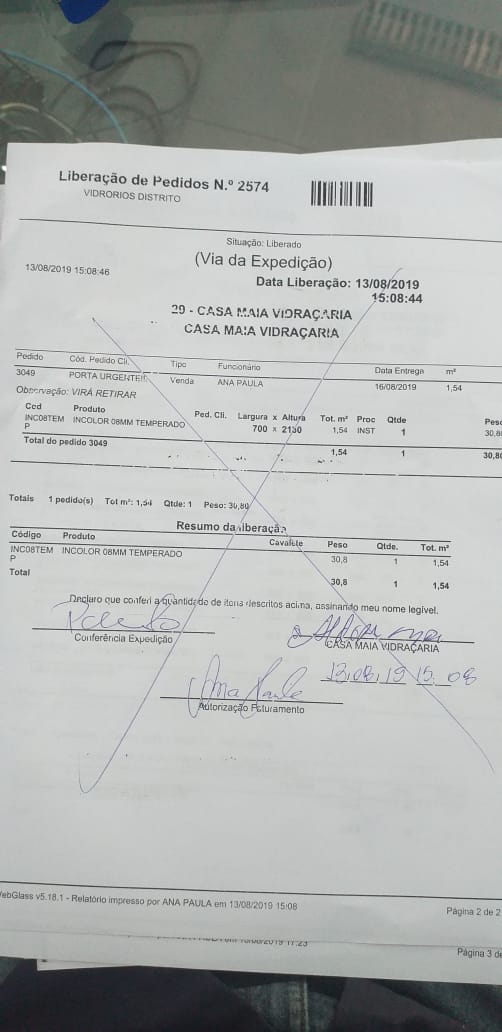 Liberação de Pedidos N.º 2574
VIDRORIOS DISTRITO
Situação: Liberado
(Via da Expedição)
13/08/2019 15:08:46
Data Liberação: 13/08/2019
15:08:44
29 - CASA MAIA VIDRAÇARIA
CASA MAIA VIDRAÇARIA
Pedido Cód. Pedido Cli. Tipo Funcionário Data Entrega m²
3049 PORTA URGENTE!!! Venda ANA PAULA 16/08/2019 1,54
Observação: VIRÁ RETIRAR
Cod Produto Ped. Cli. Largura x Altura Tot. m² Proc Qtde Peso
INC08TEM INCOLOR 08MM TEMPERADO 700 x 2150 1,54 INST 1 30,80
P
Total do pedido 3049 1,54 1 30,80
Totais 1 pedido(s) Tot m²: 1,54 Qtde: 1 Peso: 30,80
Resumo da liberação
Código Produto Cavalete Peso Qtde. Tot. m²
INC08TEM INCOLOR 08MM TEMPERADO 30,8 1 1,54
P
Total 30,8 1 1,54
Declaro que conferi a quantidade de itens descritos acima, assinando meu nome legível.
Conferência Expedição
CASA MAIA VIDRAÇARIA
13 08 19 15 08
Ana Paula
Autorização Faturamento
WebGlass v5.18.1 - Relatório impresso por ANA PAULA em 13/08/2019 15:08
Página 2 de 2
Página 3 de